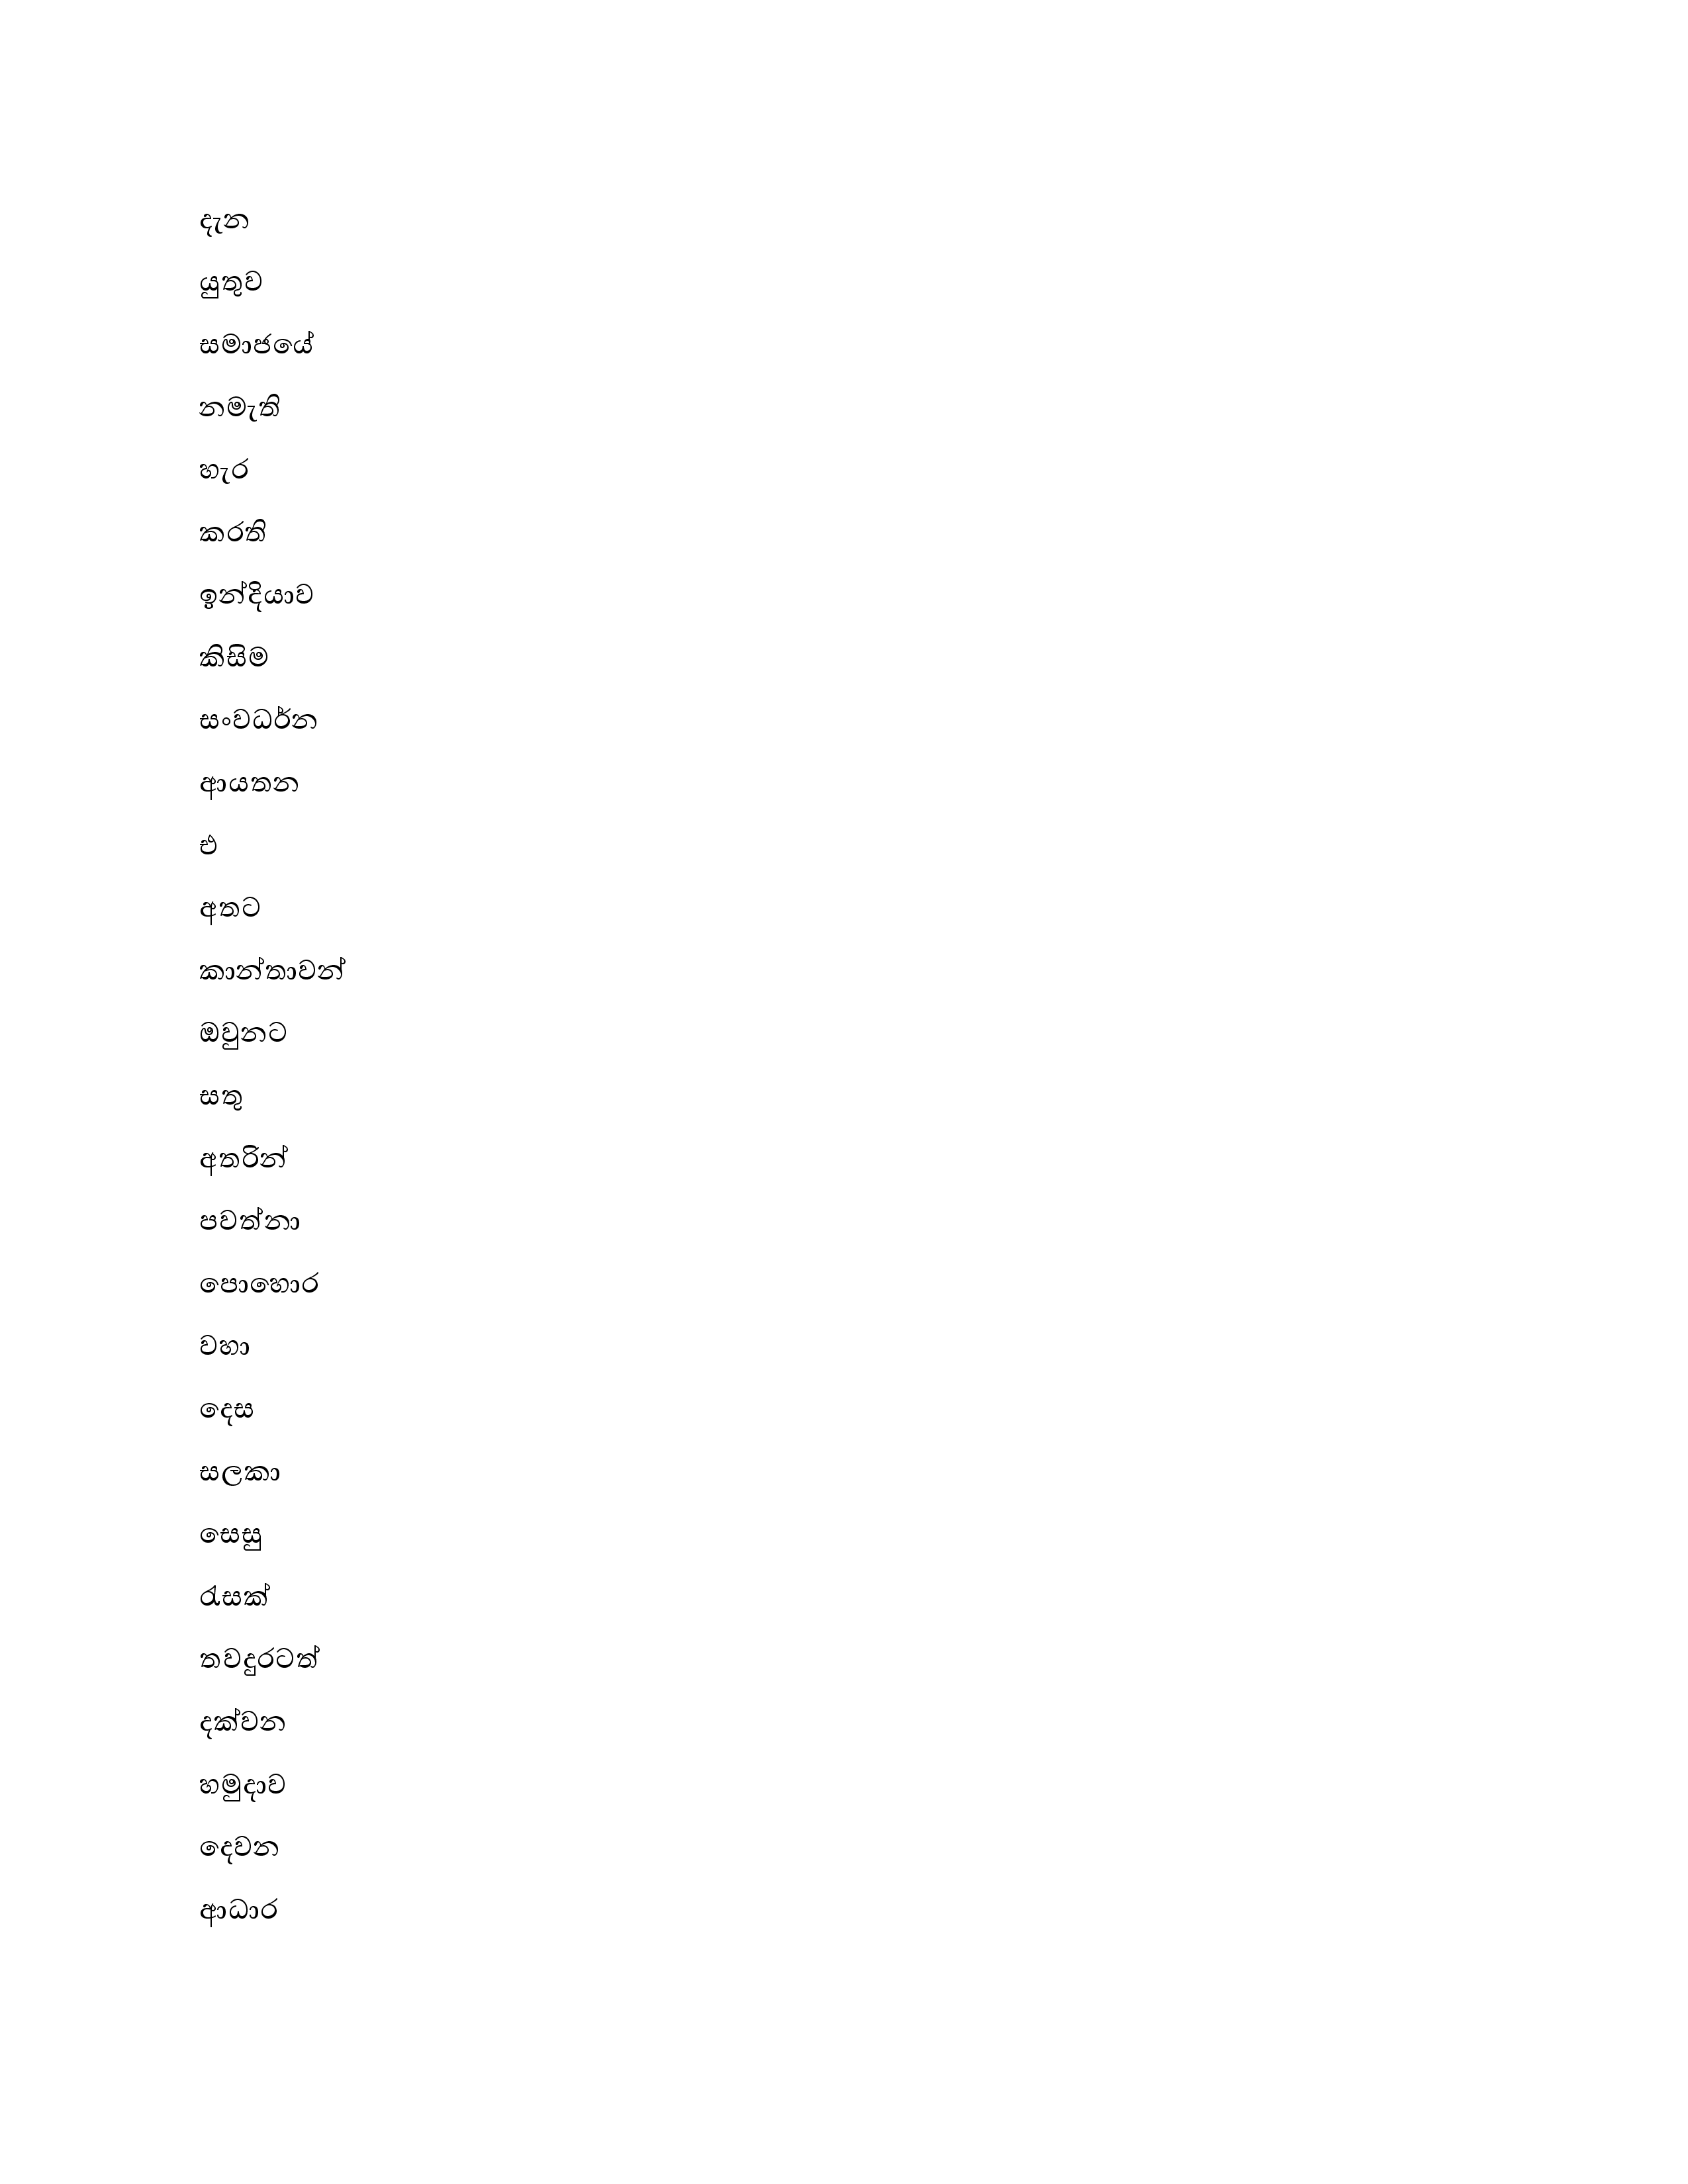 දැන
යුතුව
සමාජයේ
නමැති
හැර
කරති
ඉන්දියාව
කිසිම
සංවර්ධන
ආයතන
එ
අතට
කාන්තාවන්
ඔවුනට
සතු
අතරින්
පවත්නා
පොහොර
වහා
දෙස
සලකා
සෙසු
රැසක්
තවදුරටත්
දක්වන
හමුදාව
දෙවන
ආධාර